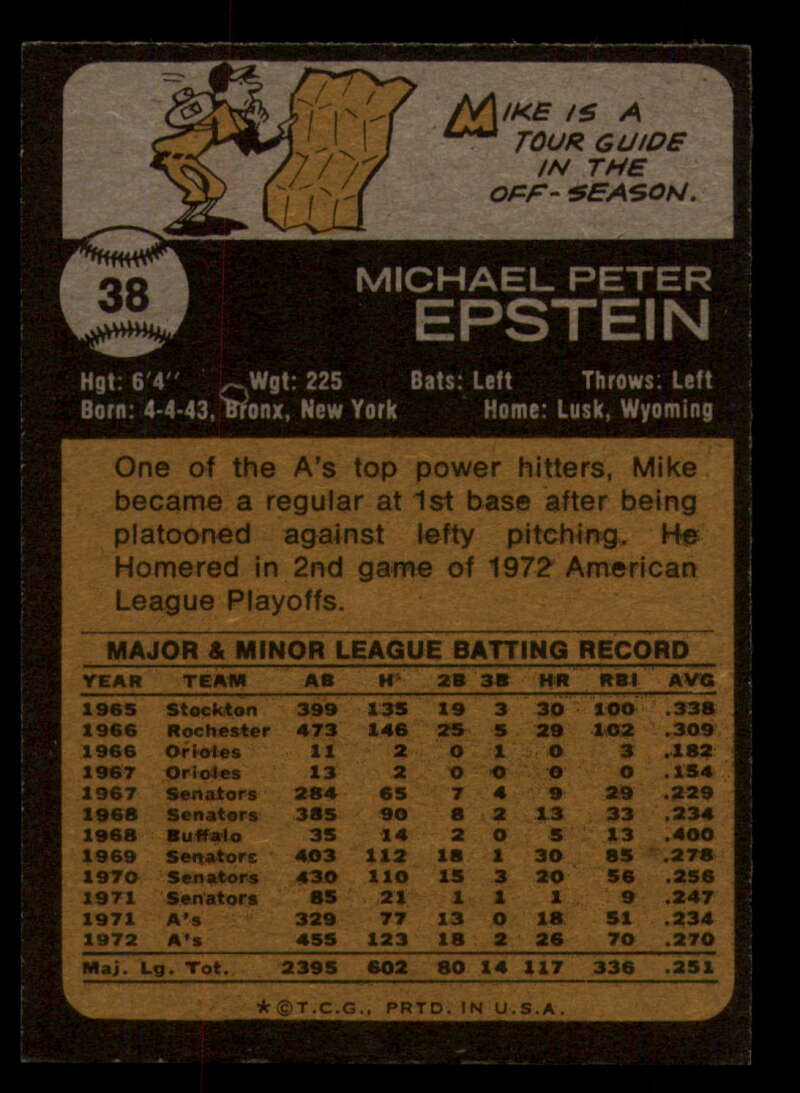 MIKE IS A
TOUR GUIDE
IN THE
OFF-SEASON.
38
MICHAEL PETER
EPSTEIN
Hgt: 6'4" Wgt: 225 Bats: Left Throws: Left
Born: 4-4-43, Bronx, New York Home: Lusk, Wyoming
One of the A's top power hitters, Mike
became a regular at 1st base after being
platooned against lefty pitching. He
Homered in 2nd game of 1972 American
League Playoffs.
MAJOR & MINOR LEAGUE BATTING RECORD
YEAR TEAM AB H 2B 3B HR RBI AVG
1965 Stockton 399 135 19 3 30 100 .338
1966 Rochester 473 146 25 5 29 102 .309
1966 Orioles 11 2 0 1 0 3 .182
1967 Orioles 13 2 0 0 0 0 .154
1967 Senators 284 65 7 4 9 29 .229
1968 Senators 385 90 8 2 13 33 .234
1968 Buffalo 35 14 2 0 5 13 .400
1969 Senators 403 112 18 1 30 85 .278
1970 Senators 430 110 15 3 20 56 .256
1971 Senators 85 21 1 1 1 9 .247
1971 A's 329 77 13 0 18 51 .234
1972 A's 455 123 18 2 26 70 .270
Maj. Lg. Tot. 2395 602 80 14 117 336 .251
*©T.C.G., PRTD. IN U.S.A.